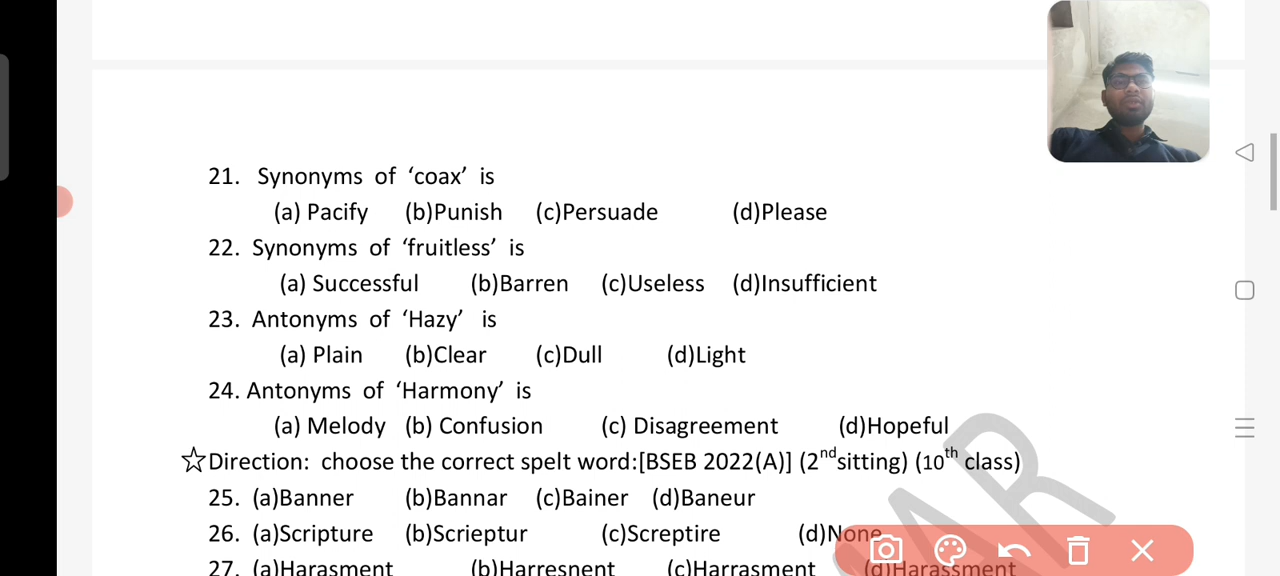 21. Synonyms of ‘coax’ is
(a) Pacify (b)Punish (c)Persuade (d)Please
22. Synonyms of ‘fruitless’ is
(a) Successful (b)Barren (c)Useless (d)Insufficient
23. Antonyms of ‘Hazy’ is
(a) Plain (b)Clear (c)Dull (d)Light
24. Antonyms of ‘Harmony’ is
(a) Melody (b) Confusion (c) Disagreement (d)Hopeful
☆Direction: choose the correct spelt word:[BSEB 2022(A)] (2nd sitting) (10th class)
25. (a)Banner (b)Bannar (c)Bainer (d)Baneur
26. (a)Scripture (b)Scrieptur (c)Screptire (d)None
27. (a)Harasment (b)Harresnent (c)Harrasment (d)Harassment
AR